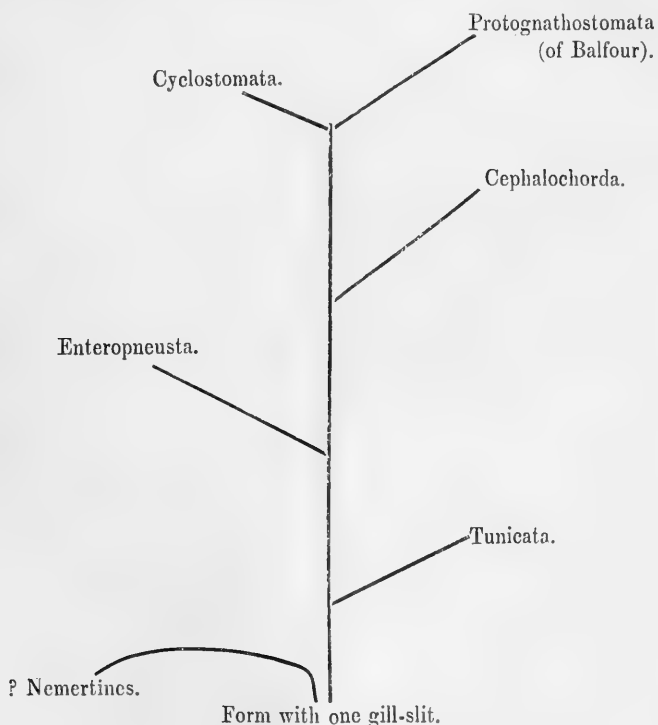 Protognathostomata
(of Balfour).
Cyclostomata.
Cephalochorda.
Enteropneusta.
Tunicata.
? Nemertines.
Form with one gill-slit.